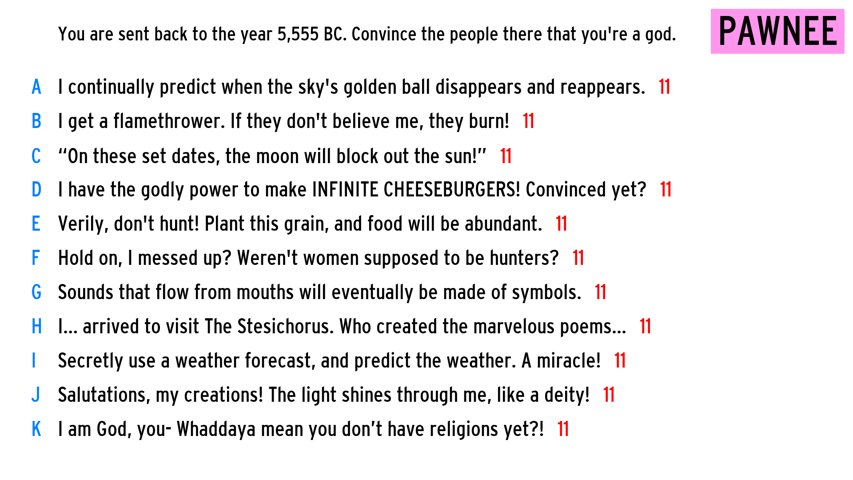 You are sent back to the year 5,555 BC. Convince the people there that you're a god.
PAWNEE
A I continually predict when the sky's golden ball disappears and reappears. 11
B I get a flamethrower. If they don't believe me, they burn! 11
C “On these set dates, the moon will block out the sun!” 11
D I have the godly power to make INFINITE CHEESEBURGERS! Convinced yet? 11
E Verily, don't hunt! Plant this grain, and food will be abundant. 11
F Hold on, I messed up? Weren't women supposed to be hunters? 11
G Sounds that flow from mouths will eventually be made of symbols. 11
H I... arrived to visit The Stesichorus. Who created the marvelous poems... 11
I Secretly use a weather forecast, and predict the weather. A miracle! 11
J Salutations, my creations! The light shines through me, like a deity! 11
K I am God, you- Whaddaya mean you don’t have religions yet?! 11